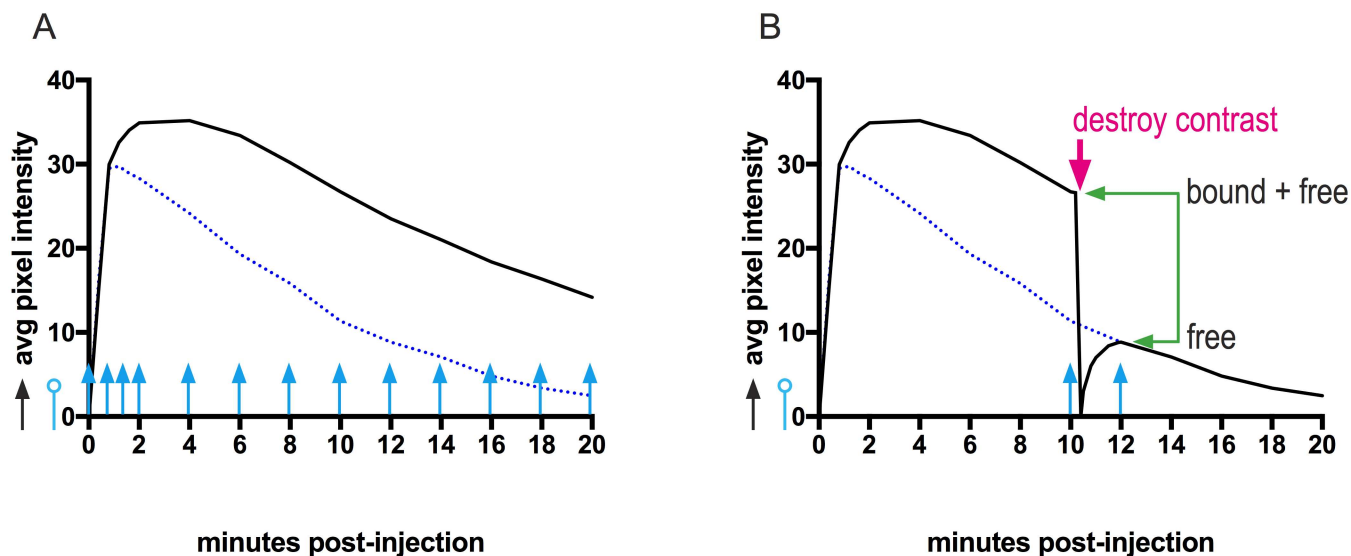 A
40
30
20
10
0
avg pixel intensity
0 2 4 6 8 10 12 14 16 18 20
minutes post-injection
B
40
30
20
10
0
avg pixel intensity
destroy contrast
bound + free
free
0 2 4 6 8 10 12 14 16 18 20
minutes post-injection